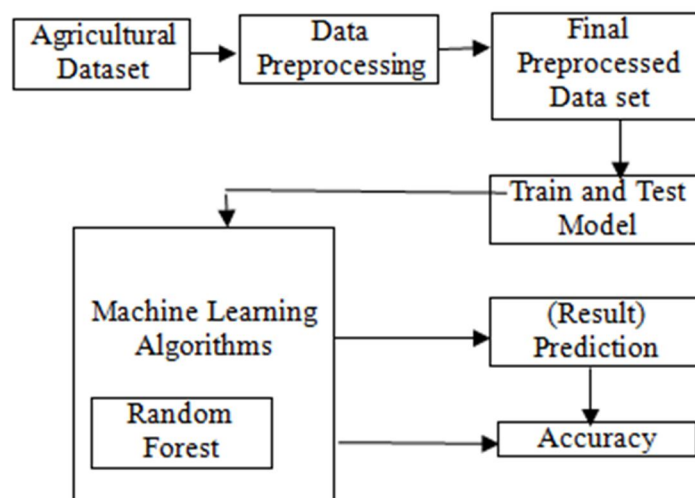 Agricultural
Dataset
Data
Preprocessing
Final
Preprocessed
Data set
Train and Test
Model
Machine Learning
Algorithms
Random
Forest
(Result)
Prediction
Accuracy